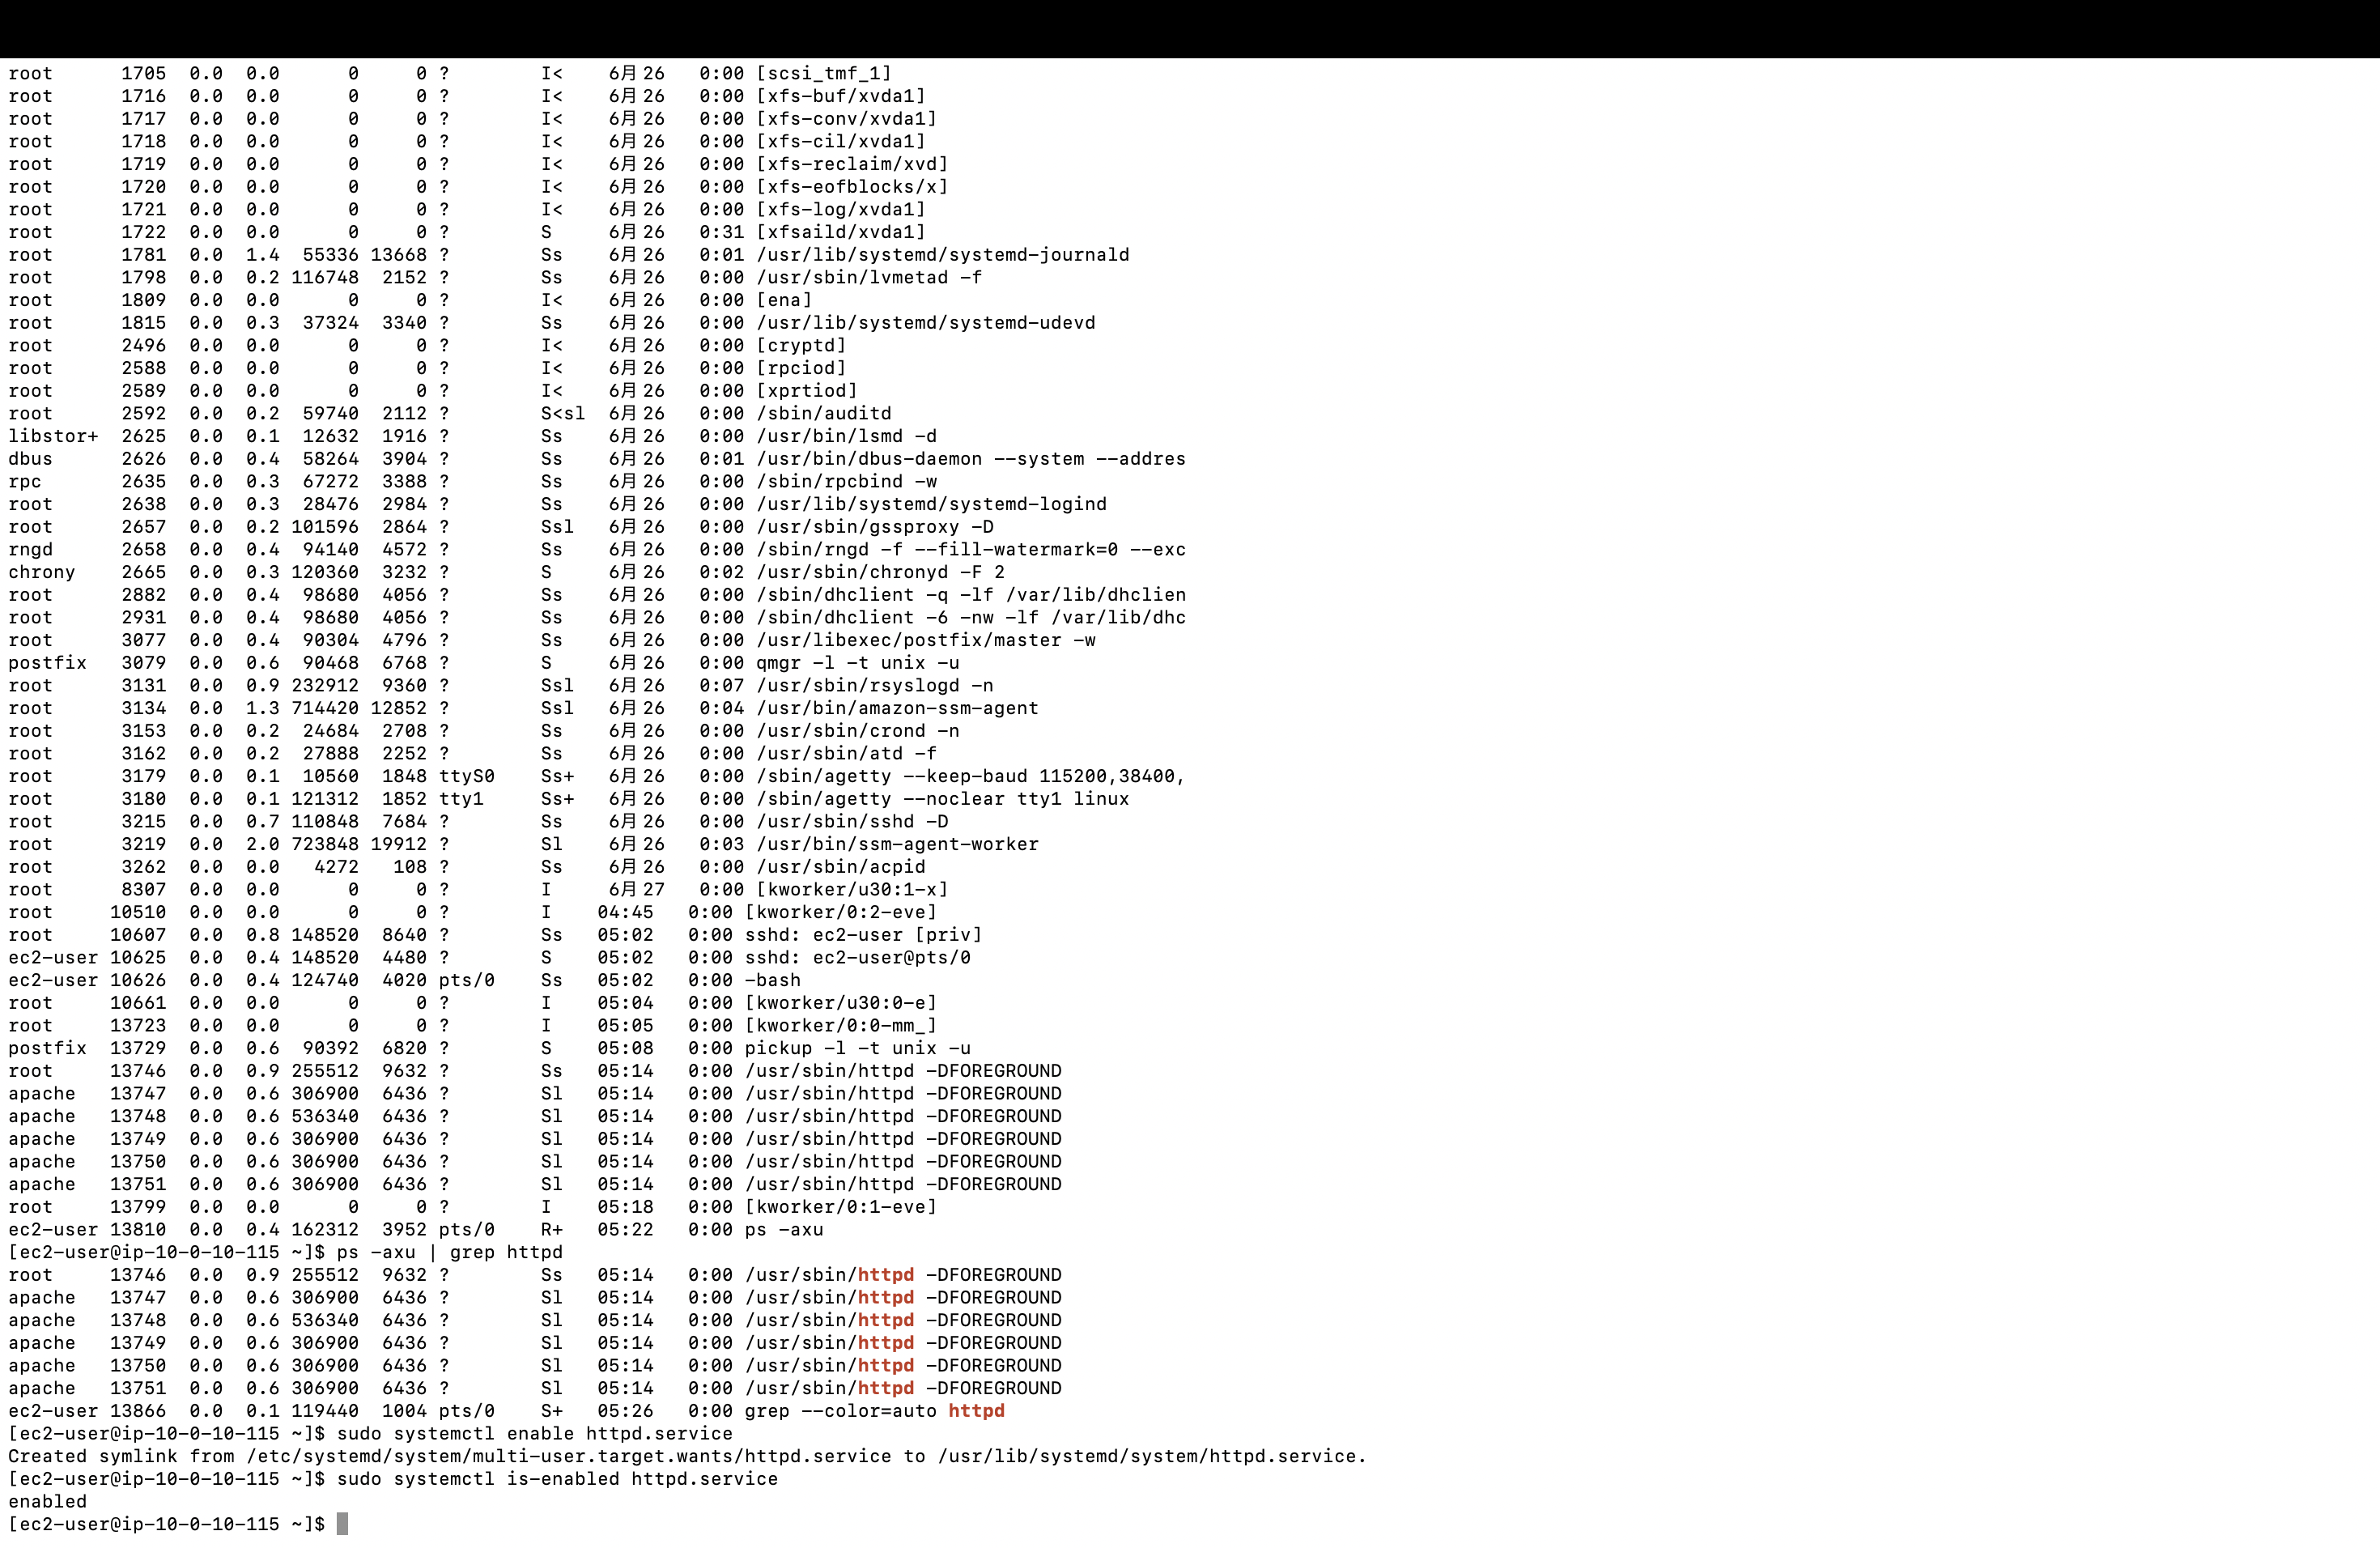 root      1705  0.0  0.0      0     0 ?        I<    6月26   0:00 [scsi_tmf_1]
root      1716  0.0  0.0      0     0 ?        I<    6月26   0:00 [xfs-buf/xvda1]
root      1717  0.0  0.0      0     0 ?        I<    6月26   0:00 [xfs-conv/xvda1]
root      1718  0.0  0.0      0     0 ?        I<    6月26   0:00 [xfs-cil/xvda1]
root      1719  0.0  0.0      0     0 ?        I<    6月26   0:00 [xfs-reclaim/xvd]
root      1720  0.0  0.0      0     0 ?        I<    6月26   0:00 [xfs-eofblocks/x]
root      1721  0.0  0.0      0     0 ?        I<    6月26   0:00 [xfs-log/xvda1]
root      1722  0.0  0.0      0     0 ?        S     6月26   0:31 [xfsaild/xvda1]
root      1781  0.0  1.4  55336 13668 ?        Ss    6月26   0:01 /usr/lib/systemd/systemd-journald
root      1798  0.0  0.2 116748  2152 ?        Ss    6月26   0:00 /usr/sbin/lvmetad -f
root      1809  0.0  0.0      0     0 ?        I<    6月26   0:00 [ena]
root      1815  0.0  0.3  37324  3340 ?        Ss    6月26   0:00 /usr/lib/systemd/systemd-udevd
root      2496  0.0  0.0      0     0 ?        I<    6月26   0:00 [cryptd]
root      2588  0.0  0.0      0     0 ?        I<    6月26   0:00 [rpciod]
root      2589  0.0  0.0      0     0 ?        I<    6月26   0:00 [xprtiod]
root      2592  0.0  0.2  59740  2112 ?        S<sl  6月26   0:00 /sbin/auditd
libstor+  2625  0.0  0.1  12632  1916 ?        Ss    6月26   0:00 /usr/bin/lsmd -d
dbus      2626  0.0  0.4  58264  3904 ?        Ss    6月26   0:01 /usr/bin/dbus-daemon --system --addres
rpc       2635  0.0  0.3  67272  3388 ?        Ss    6月26   0:00 /sbin/rpcbind -w
root      2638  0.0  0.3  28476  2984 ?        Ss    6月26   0:00 /usr/lib/systemd/systemd-logind
root      2657  0.0  0.2 101596  2864 ?        Ssl   6月26   0:00 /usr/sbin/gssproxy -D
rngd      2658  0.0  0.4  94140  4572 ?        Ss    6月26   0:00 /sbin/rngd -f --fill-watermark=0 --exc
chrony    2665  0.0  0.3 120360  3232 ?        S     6月26   0:02 /usr/sbin/chronyd -F 2
root      2882  0.0  0.4  98680  4056 ?        Ss    6月26   0:00 /sbin/dhclient -q -lf /var/lib/dhclien
root      2931  0.0  0.4  98680  4056 ?        Ss    6月26   0:00 /sbin/dhclient -6 -nw -lf /var/lib/dhc
root      3077  0.0  0.4  90304  4796 ?        Ss    6月26   0:00 /usr/libexec/postfix/master -w
postfix   3079  0.0  0.6  90468  6768 ?        S     6月26   0:00 qmgr -l -t unix -u
root      3131  0.0  0.9 232912  9360 ?        Ssl   6月26   0:07 /usr/sbin/rsyslogd -n
root      3134  0.0  1.3 714420 12852 ?        Ssl   6月26   0:04 /usr/bin/amazon-ssm-agent
root      3153  0.0  0.2  24684  2708 ?        Ss    6月26   0:00 /usr/sbin/crond -n
root      3162  0.0  0.2  27888  2252 ?        Ss    6月26   0:00 /usr/sbin/atd -f
root      3179  0.0  0.1  10560  1848 ttyS0    Ss+   6月26   0:00 /sbin/agetty --keep-baud 115200,38400,
root      3180  0.0  0.1 121312  1852 tty1     Ss+   6月26   0:00 /sbin/agetty --noclear tty1 linux
root      3215  0.0  0.7 110848  7684 ?        Ss    6月26   0:00 /usr/sbin/sshd -D
root      3219  0.0  2.0 723848 19912 ?        Sl    6月26   0:03 /usr/bin/ssm-agent-worker
root      3262  0.0  0.0   4272   108 ?        Ss    6月26   0:00 /usr/sbin/acpid
root      8307  0.0  0.0      0     0 ?        I     6月27   0:00 [kworker/u30:1-x]
root     10510  0.0  0.0      0     0 ?        I    04:45   0:00 [kworker/0:2-eve]
root     10607  0.0  0.8 148520  8640 ?        Ss   05:02   0:00 sshd: ec2-user [priv]
ec2-user 10625  0.0  0.4 148520  4480 ?        S    05:02   0:00 sshd: ec2-user@pts/0
ec2-user 10626  0.0  0.4 124740  4020 pts/0    Ss   05:02   0:00 -bash
root     10661  0.0  0.0      0     0 ?        I    05:04   0:00 [kworker/u30:0-e]
root     13723  0.0  0.0      0     0 ?        I    05:05   0:00 [kworker/0:0-mm_]
postfix  13729  0.0  0.6  90392  6820 ?        S    05:08   0:00 pickup -l -t unix -u
root     13746  0.0  0.9 255512  9632 ?        Ss   05:14   0:00 /usr/sbin/httpd -DFOREGROUND
apache   13747  0.0  0.6 306900  6436 ?        Sl   05:14   0:00 /usr/sbin/httpd -DFOREGROUND
apache   13748  0.0  0.6 536340  6436 ?        Sl   05:14   0:00 /usr/sbin/httpd -DFOREGROUND
apache   13749  0.0  0.6 306900  6436 ?        Sl   05:14   0:00 /usr/sbin/httpd -DFOREGROUND
apache   13750  0.0  0.6 306900  6436 ?        Sl   05:14   0:00 /usr/sbin/httpd -DFOREGROUND
apache   13751  0.0  0.6 306900  6436 ?        Sl   05:14   0:00 /usr/sbin/httpd -DFOREGROUND
root     13799  0.0  0.0      0     0 ?        I    05:18   0:00 [kworker/0:1-eve]
ec2-user 13810  0.0  0.4 162312  3952 pts/0    R+   05:22   0:00 ps -axu
[ec2-user@ip-10-0-10-115 ~]$ ps -axu | grep httpd
root     13746  0.0  0.9 255512  9632 ?        Ss   05:14   0:00 /usr/sbin/httpd -DFOREGROUND
apache   13747  0.0  0.6 306900  6436 ?        Sl   05:14   0:00 /usr/sbin/httpd -DFOREGROUND
apache   13748  0.0  0.6 536340  6436 ?        Sl   05:14   0:00 /usr/sbin/httpd -DFOREGROUND
apache   13749  0.0  0.6 306900  6436 ?        Sl   05:14   0:00 /usr/sbin/httpd -DFOREGROUND
apache   13750  0.0  0.6 306900  6436 ?        Sl   05:14   0:00 /usr/sbin/httpd -DFOREGROUND
apache   13751  0.0  0.6 306900  6436 ?        Sl   05:14   0:00 /usr/sbin/httpd -DFOREGROUND
ec2-user 13866  0.0  0.1 119440  1004 pts/0    S+   05:26   0:00 grep --color=auto httpd
[ec2-user@ip-10-0-10-115 ~]$ sudo systemctl enable httpd.service
Created symlink from /etc/systemd/system/multi-user.target.wants/httpd.service to /usr/lib/systemd/system/httpd.service.
[ec2-user@ip-10-0-10-115 ~]$ sudo systemctl is-enabled httpd.service
enabled
[ec2-user@ip-10-0-10-115 ~]$